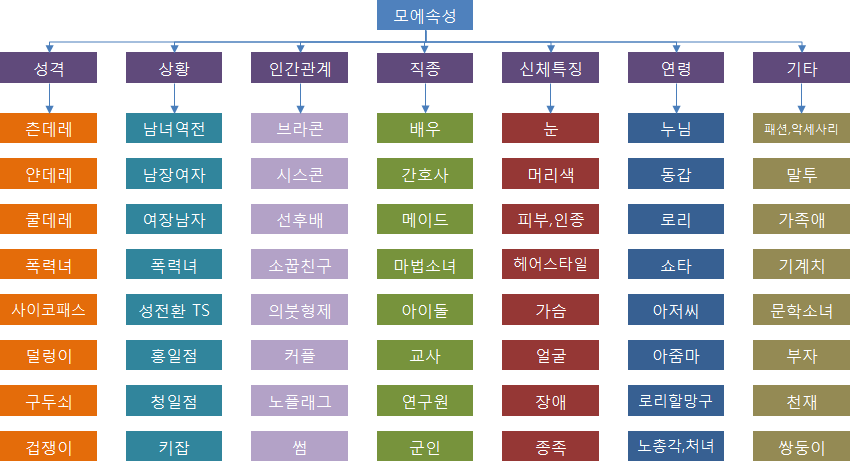 모에속성
성격 상황 인간관계 직종 신체특징 연령 기타
츤데레 남녀역전 브라콘 배우 눈 누님 패션,악세사리
얀데레 남장여자 시스콘 간호사 머리색 동갑 말투
쿨데레 여장남자 선후배 메이드 피부,인종 로리 가족애
폭력녀 폭력녀 소꿉친구 마법소녀 헤어스타일 쇼타 기계치
사이코패스 성전환 TS 의붓형제 아이돌 가슴 아저씨 문학소녀
덜렁이 홍일점 커플 교사 얼굴 아줌마 부자
구두쇠 청일점 노플래그 연구원 장애 로리할망구 천재
겁쟁이 키잡 썸 군인 종족 노총각,처녀 쌍둥이